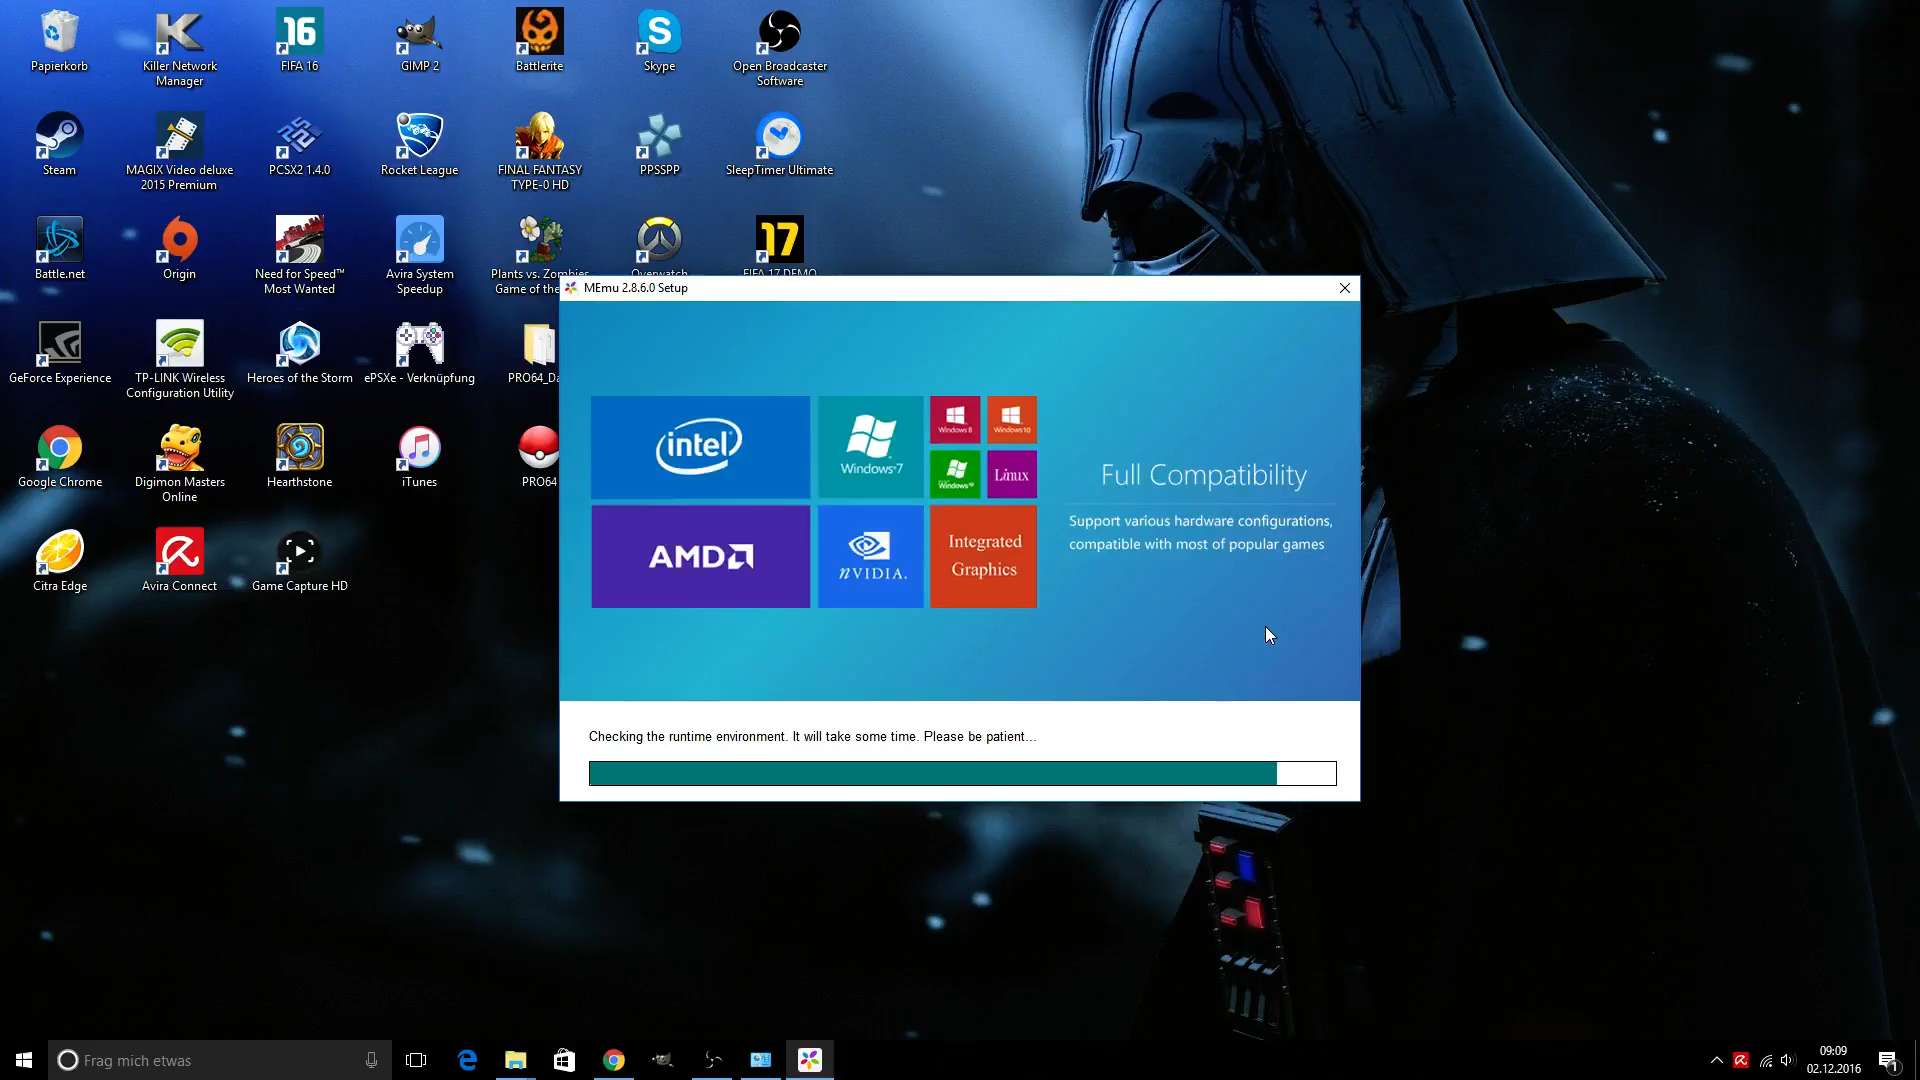 Papierkorb
Killer Network
Manager
16
FIFA 16
GIMP 2
Battlerite
S
Skype
Open Broadcaster
Software
Steam
MAGIX Video deluxe
2015 Premium
PCSX2 1.4.0
Rocket League
FINAL FANTASY
TYPE-0 HD
PPSSPP
SleepTimer Ultimate
Battle.net
Origin
Need for Speed™
Most Wanted
Avira System
Speedup
Plants vs. Zombies
Game of the
Overwatch
17
FIFA 17 DEMO
GeForce Experience
TP-LINK Wireless
Configuration Utility
Heroes of the Storm
ePSXe - Verknüpfung
PRO64_Da
Google Chrome
Digimon Masters
Online
Hearthstone
iTunes
PRO64
Citra Edge
Avira Connect
Game Capture HD
MEmu 2.8.6.0 Setup
intel
Windows 7
Windows 8
Windows 10
Windows xp
Linux
AMD
NVIDIA.
Integrated
Graphics
Full Compatibility
Support various hardware configurations,
compatible with most of popular games
Checking the runtime environment. It will take some time. Please be patient...
Frag mich etwas
09:09
02.12.2016
1